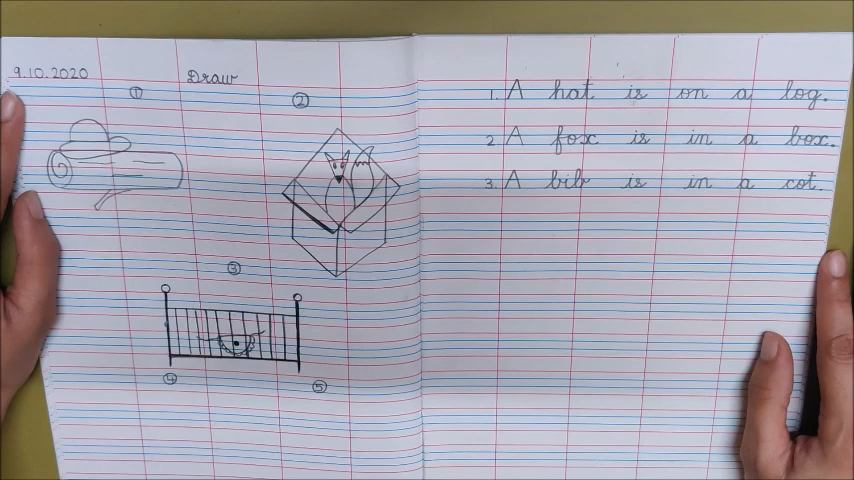 9.10.2020
Draw
1
2
3
4
5
1. A hat is on a log.
2 A fox is in a box.
3. A bib is in a cot.